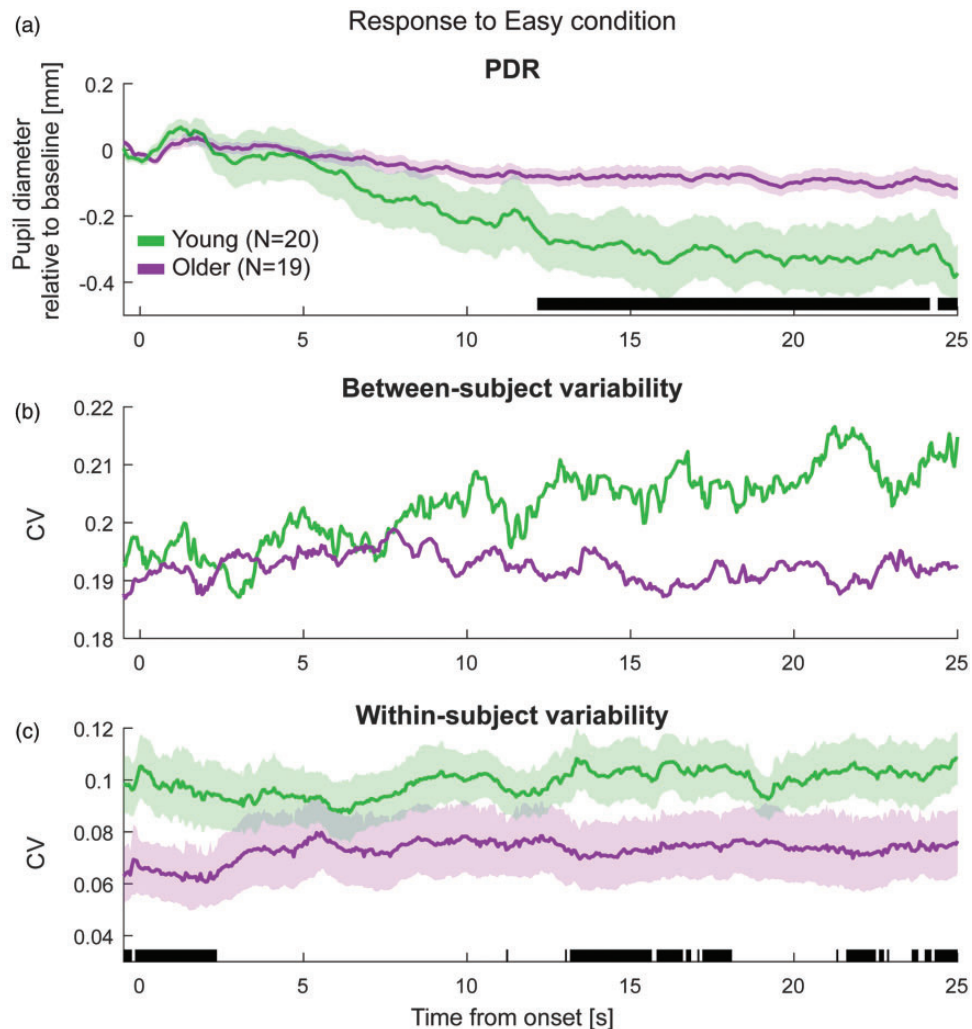 (a)
Response to Easy condition
PDR
Pupil diameter
relative to baseline [mm]
0.2
0
-0.2
-0.4
Young (N=20)
Older (N=19)
0 5 10 15 20 25
(b)
Between-subject variability
CV
0.22
0.21
0.2
0.19
0.18
0 5 10 15 20 25
(c)
Within-subject variability
CV
0.12
0.1
0.08
0.06
0.04
0 5 10 15 20 25
Time from onset [s]